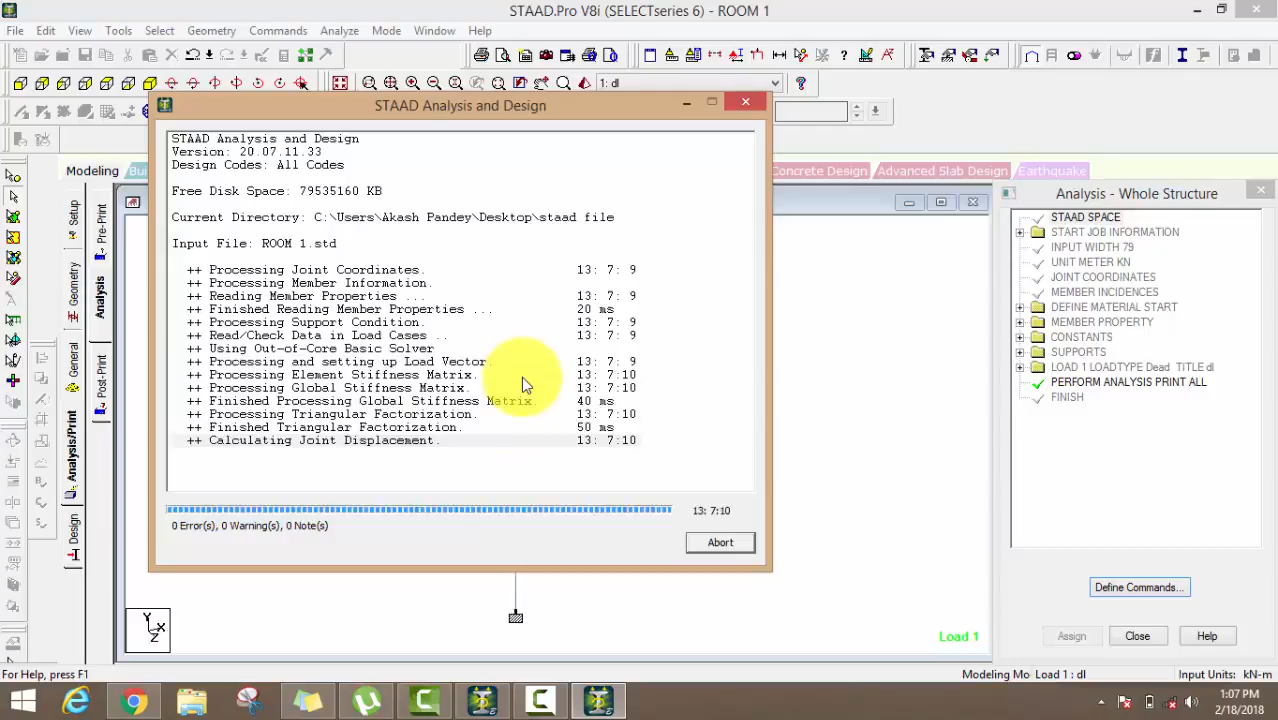 STAAD.Pro V8i (SELECTseries 6) - ROOM 1
File Edit View Tools Select Geometry Commands Analyze Mode Window Help
1: dl
STAAD Analysis and Design
STAAD Analysis and Design
Version: 20.07.11.33
Design Codes: All Codes
Free Disk Space: 79535160 KB
Current Directory: C:\Users\Akash Pandey\Desktop\staad file
Input File: ROOM 1.std
++ Processing Joint Coordinates. 13: 7: 9
++ Processing Member Information.
++ Reading Member Properties ... 13: 7: 9
++ Finished Reading Member Properties ... 20 ms
++ Processing Support Condition. 13: 7: 9
++ Read/Check Data in Load Cases .. 13: 7: 9
++ Using Out-of-Core Basic Solver
++ Processing and setting up Load Vector. 13: 7: 9
++ Processing Element Stiffness Matrix. 13: 7:10
++ Processing Global Stiffness Matrix. 13: 7:10
++ Finished Processing Global Stiffness Matrix. 40 ms
++ Processing Triangular Factorization. 13: 7:10
++ Finished Triangular Factorization. 50 ms
++ Calculating Joint Displacement. 13: 7:10
13: 7:10
0 Error(s), 0 Warning(s), 0 Note(s)
Abort
Modeling Bui Concrete Design Advanced Slab Design Earthquake
Setup
Geometry
General
Analysis/Print
Design
Pre-Print
Analysis
Post-Print
Y
X
Z
Load 1
Analysis - Whole Structure
STAAD SPACE
START JOB INFORMATION
INPUT WIDTH 79
UNIT METER KN
JOINT COORDINATES
MEMBER INCIDENCES
DEFINE MATERIAL START
MEMBER PROPERTY
CONSTANTS
SUPPORTS
LOAD 1 LOADTYPE Dead TITLE dl
PERFORM ANALYSIS PRINT ALL
FINISH
Define Commands...
Assign Close Help
For Help, press F1
Modeling Mo Load 1 : dl Input Units: kN-m
1:07 PM
2/18/2018